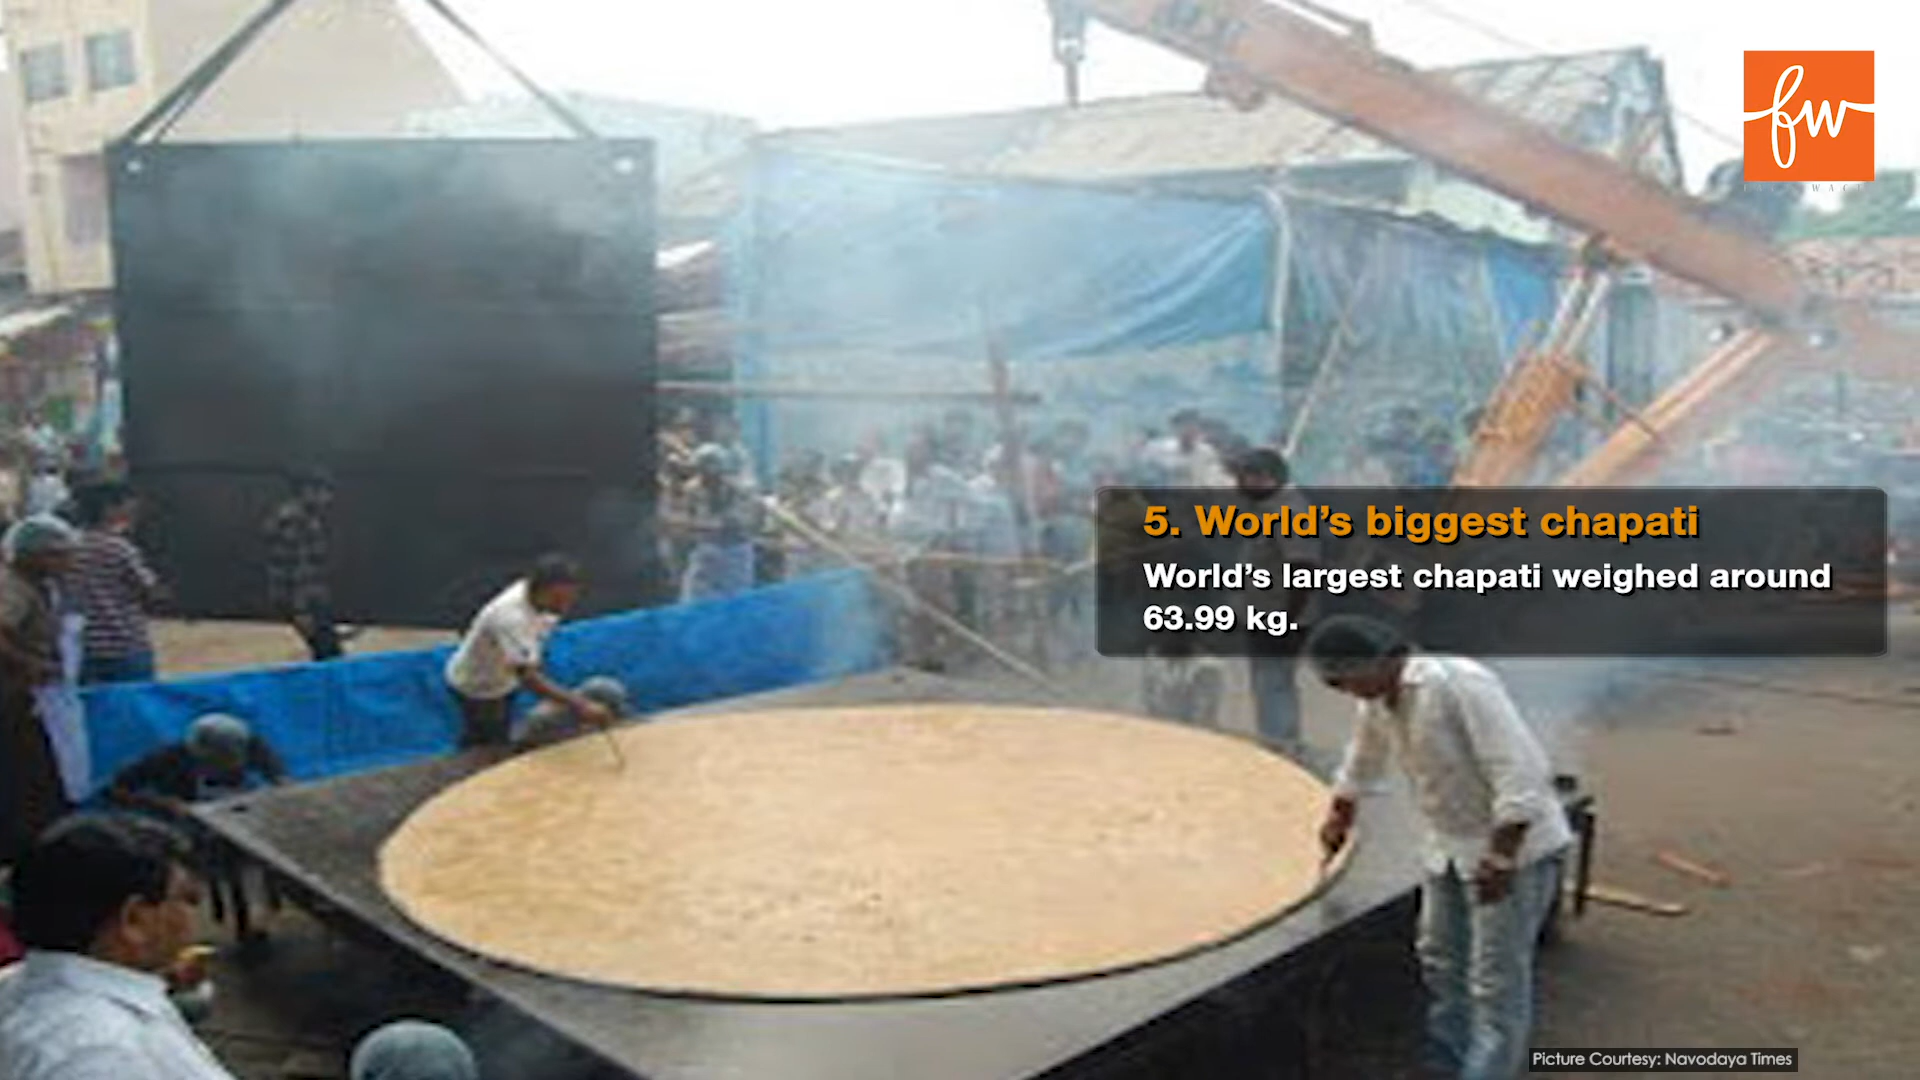 fw
5. World's biggest chapati
World's largest chapati weighed around
63.99 kg.
Picture Courtesy: Navodaya Times